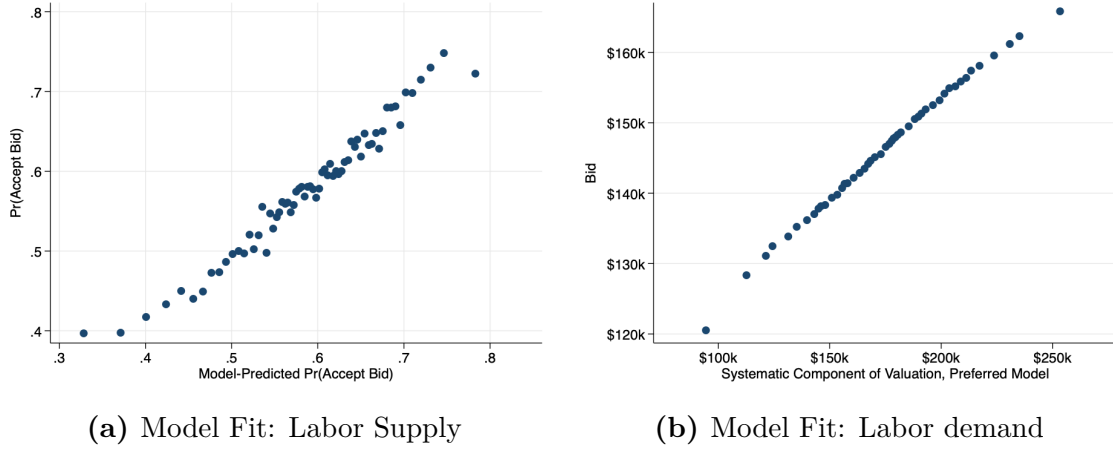 .8
.7
.6
.5
.4
Pr(Accept Bid)
.3 .4 .5 .6 .7 .8
Model-Predicted Pr(Accept Bid)
(a) Model Fit: Labor Supply
$160k
$150k
$140k
$130k
$120k
Bid
$100k $150k $200k $250k
Systematic Component of Valuation, Preferred Model
(b) Model Fit: Labor demand